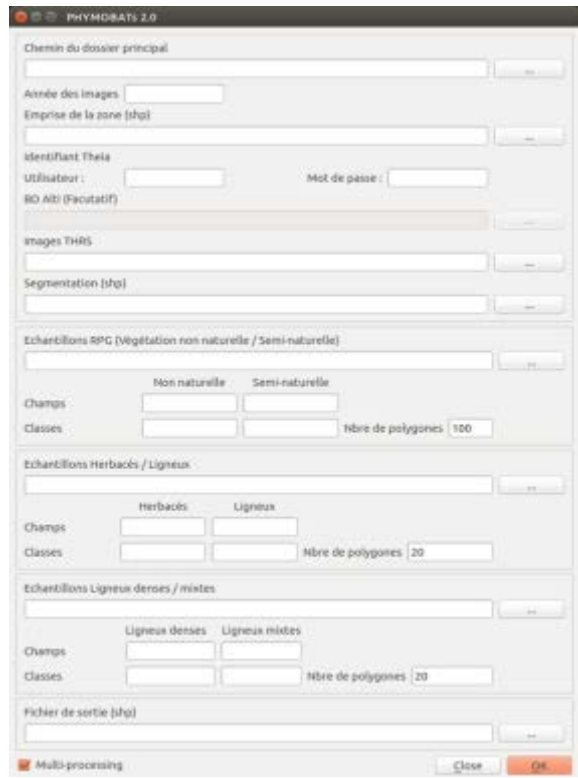 PHYMOBATs 2.0
Chemin du dossier principal
...
Année des images
Emprise de la zone (shp)
...
Identifiant Theia
Utilisateur : Mot de passe :
BD Alti (Facutatif)
...
Images THRS
...
Segmentation (shp)
...
Echantillons RPG (Végétation non naturelle / Semi-naturelle)
...
Non naturelle Semi-naturelle
Champs
Classes Nbre de polygones 100
Echantillons Herbacés / Ligneux
...
Herbacés Ligneux
Champs
Classes Nbre de polygones 20
Echantillons Ligneux denses / mixtes
...
Ligneux denses Ligneux mixtes
Champs
Classes Nbre de polygones 20
Fichier de sortie (shp)
...
Multi-processing Close OK